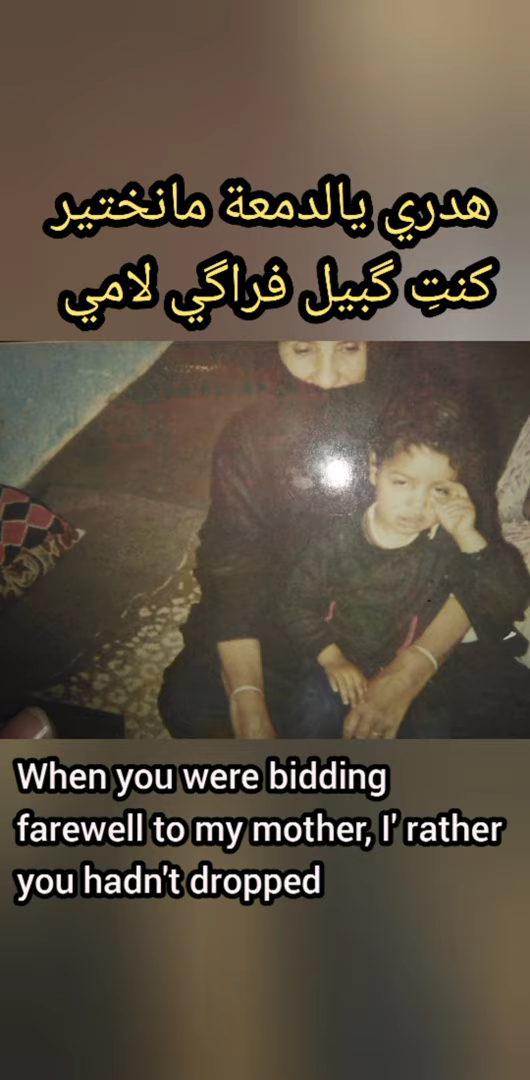 هدري يالدمعة مانختير
كنتِ گبيل فراگي لامي
When you were bidding
farewell to my mother, I' rather
you hadn't dropped